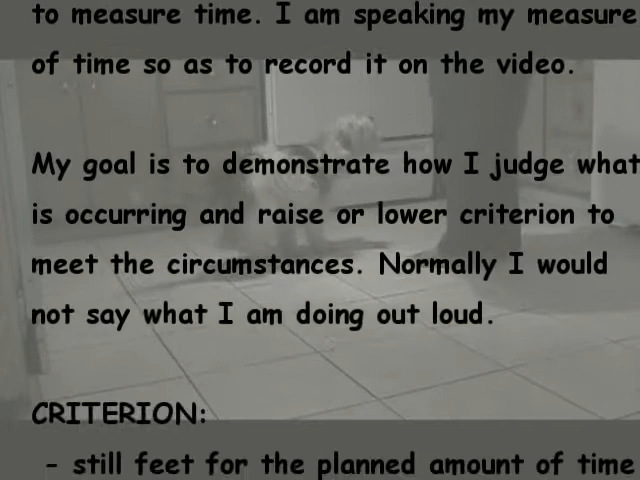 to measure time. I am speaking my measure
of time so as to record it on the video.
My goal is to demonstrate how I judge what
is occurring and raise or lower criterion to
meet the circumstances. Normally I would
not say what I am doing out loud.
CRITERION:
- still feet for the planned amount of time